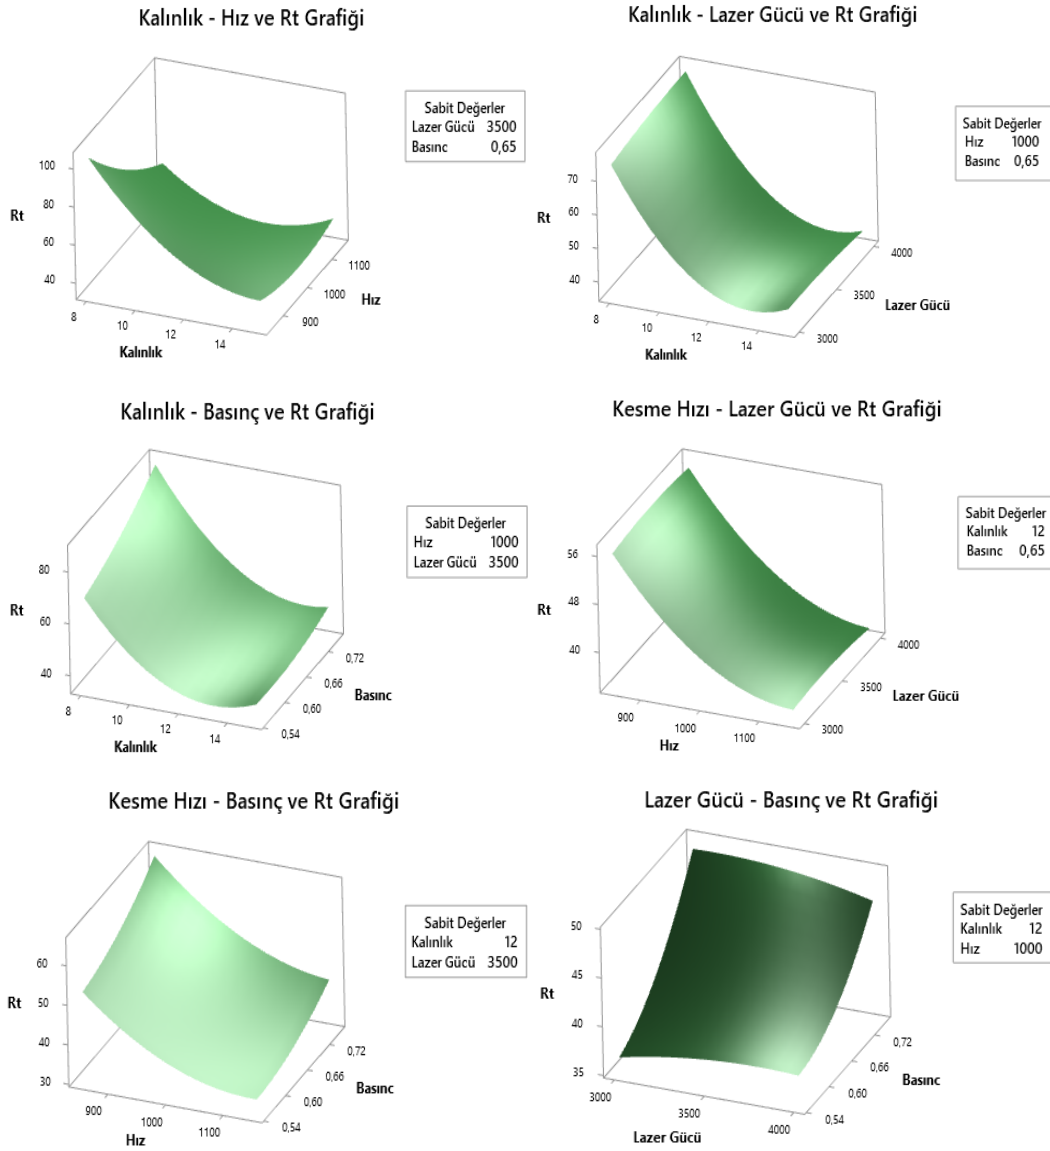 Kalınlık - Hız ve Rt Grafiği
Sabit Değerler
Lazer Gücü 3500
Basınc 0,65
100
80
60
40
Rt
8
10
12
14
Kalınlık
900
1000
1100
Hız
Kalınlık - Lazer Gücü ve Rt Grafiği
Sabit Değerler
Hız 1000
Basınc 0,65
70
60
50
40
Rt
8
10
12
14
Kalınlık
3000
3500
4000
Lazer Gücü
Kalınlık - Basınç ve Rt Grafiği
Sabit Değerler
Hız 1000
Lazer Gücü 3500
80
60
40
Rt
8
10
12
14
Kalınlık
0,54
0,60
0,66
0,72
Basınc
Kesme Hızı - Lazer Gücü ve Rt Grafiği
Sabit Değerler
Kalınlık 12
Basınc 0,65
56
48
40
Rt
900
1000
1100
Hız
3000
3500
4000
Lazer Gücü
Kesme Hızı - Basınç ve Rt Grafiği
Sabit Değerler
Kalınlık 12
Lazer Gücü 3500
60
50
40
30
Rt
900
1000
1100
Hız
0,54
0,60
0,66
0,72
Basınc
Lazer Gücü - Basınç ve Rt Grafiği
Sabit Değerler
Kalınlık 12
Hız 1000
50
45
40
35
Rt
3000
3500
4000
Lazer Gücü
0,54
0,60
0,66
0,72
Basınc